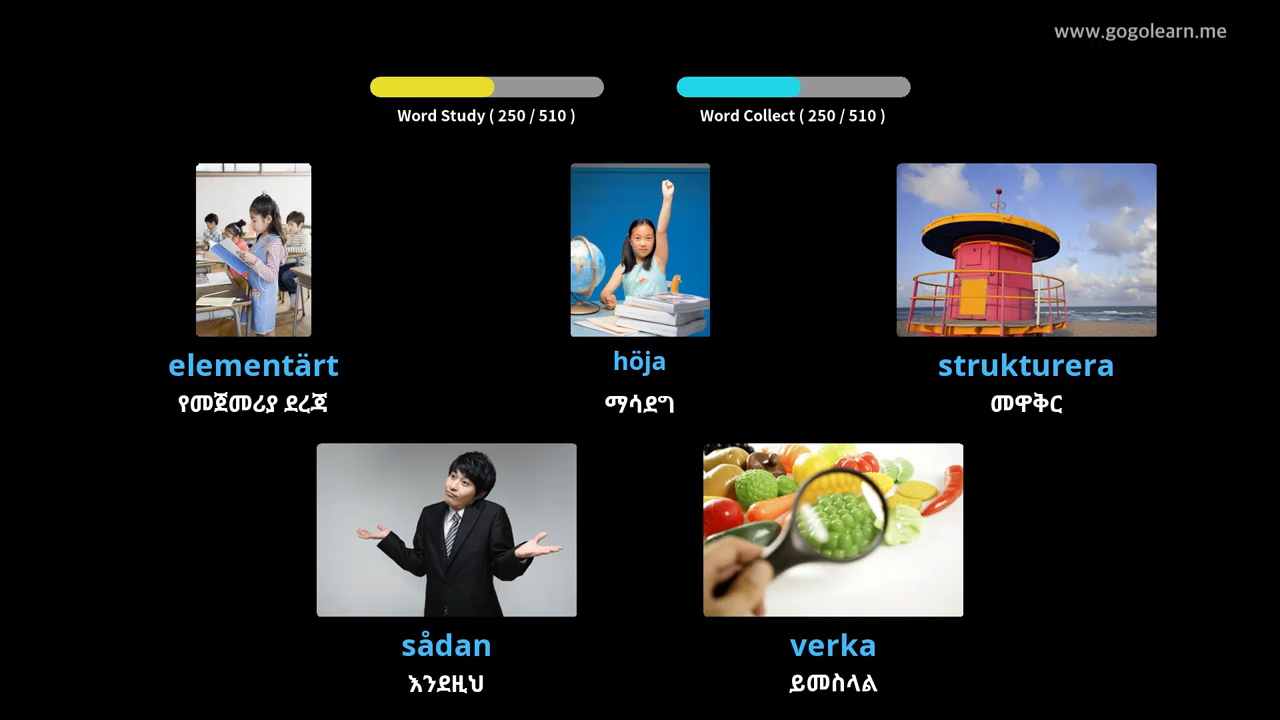 www.gogolearn.me
Word Study ( 250 / 510 )
Word Collect ( 250 / 510 )
elementärt
höja
strukturera
የመጀመሪያ ደረጃ
ማሳደግ
መዋቅር
sådan
verka
እንደዚህ
ይመስላል